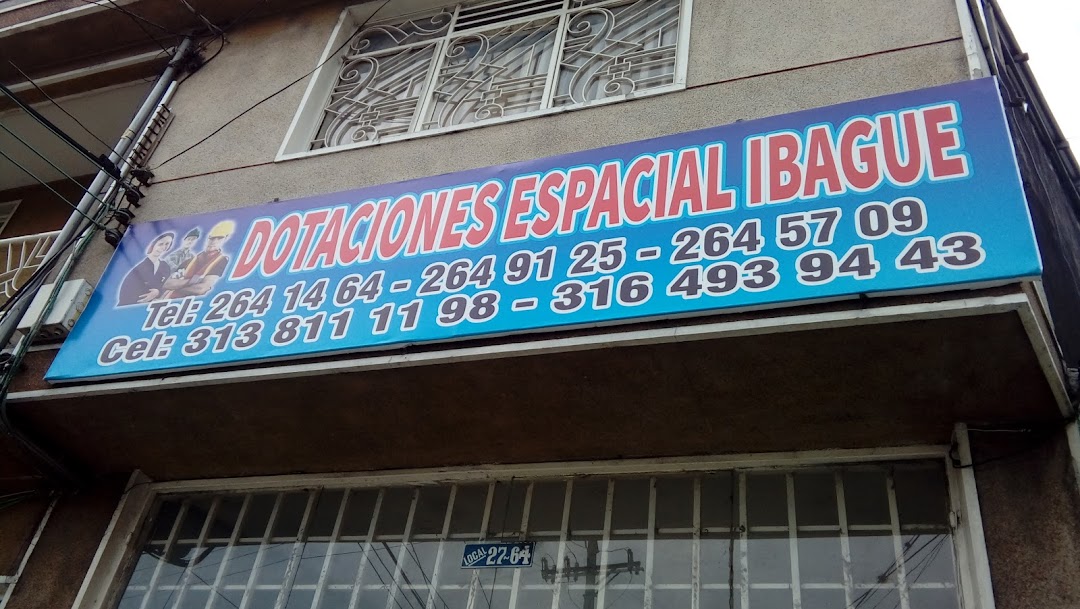 DOTACIONES ESPACIAL IBAGUE
Tel: 264 14 64 - 264 91 25 - 264 57 09
Cel: 313 811 11 98 - 316 493 94 43
LOCAL 27-64